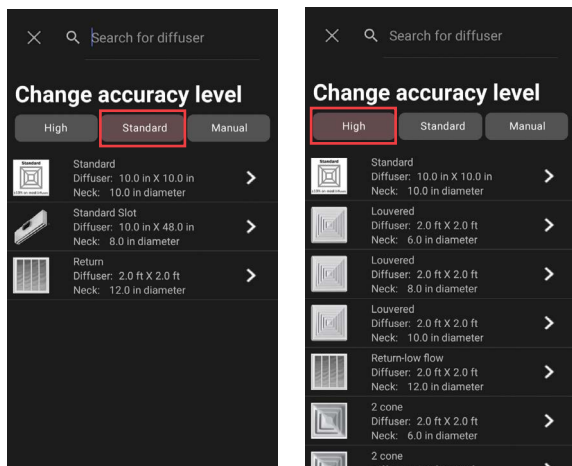 Search for diffuser
Change accuracy level
High Standard Manual
Standard
Diffuser: 10.0 in X 10.0 in
Neck: 10.0 in diameter
Standard Slot
Diffuser: 10.0 in X 48.0 in
Neck: 8.0 in diameter
Return
Diffuser: 2.0 ft X 2.0 ft
Neck: 12.0 in diameter
Search for diffuser
Change accuracy level
High Standard Manual
Standard
Diffuser: 10.0 in X 10.0 in
Neck: 10.0 in diameter
Louvered
Diffuser: 2.0 ft X 2.0 ft
Neck: 6.0 in diameter
Louvered
Diffuser: 2.0 ft X 2.0 ft
Neck: 8.0 in diameter
Louvered
Diffuser: 2.0 ft X 2.0 ft
Neck: 10.0 in diameter
Return-low flow
Diffuser: 2.0 ft X 2.0 ft
Neck: 12.0 in diameter
2 cone
Diffuser: 2.0 ft X 2.0 ft
Neck: 6.0 in diameter
2 cone